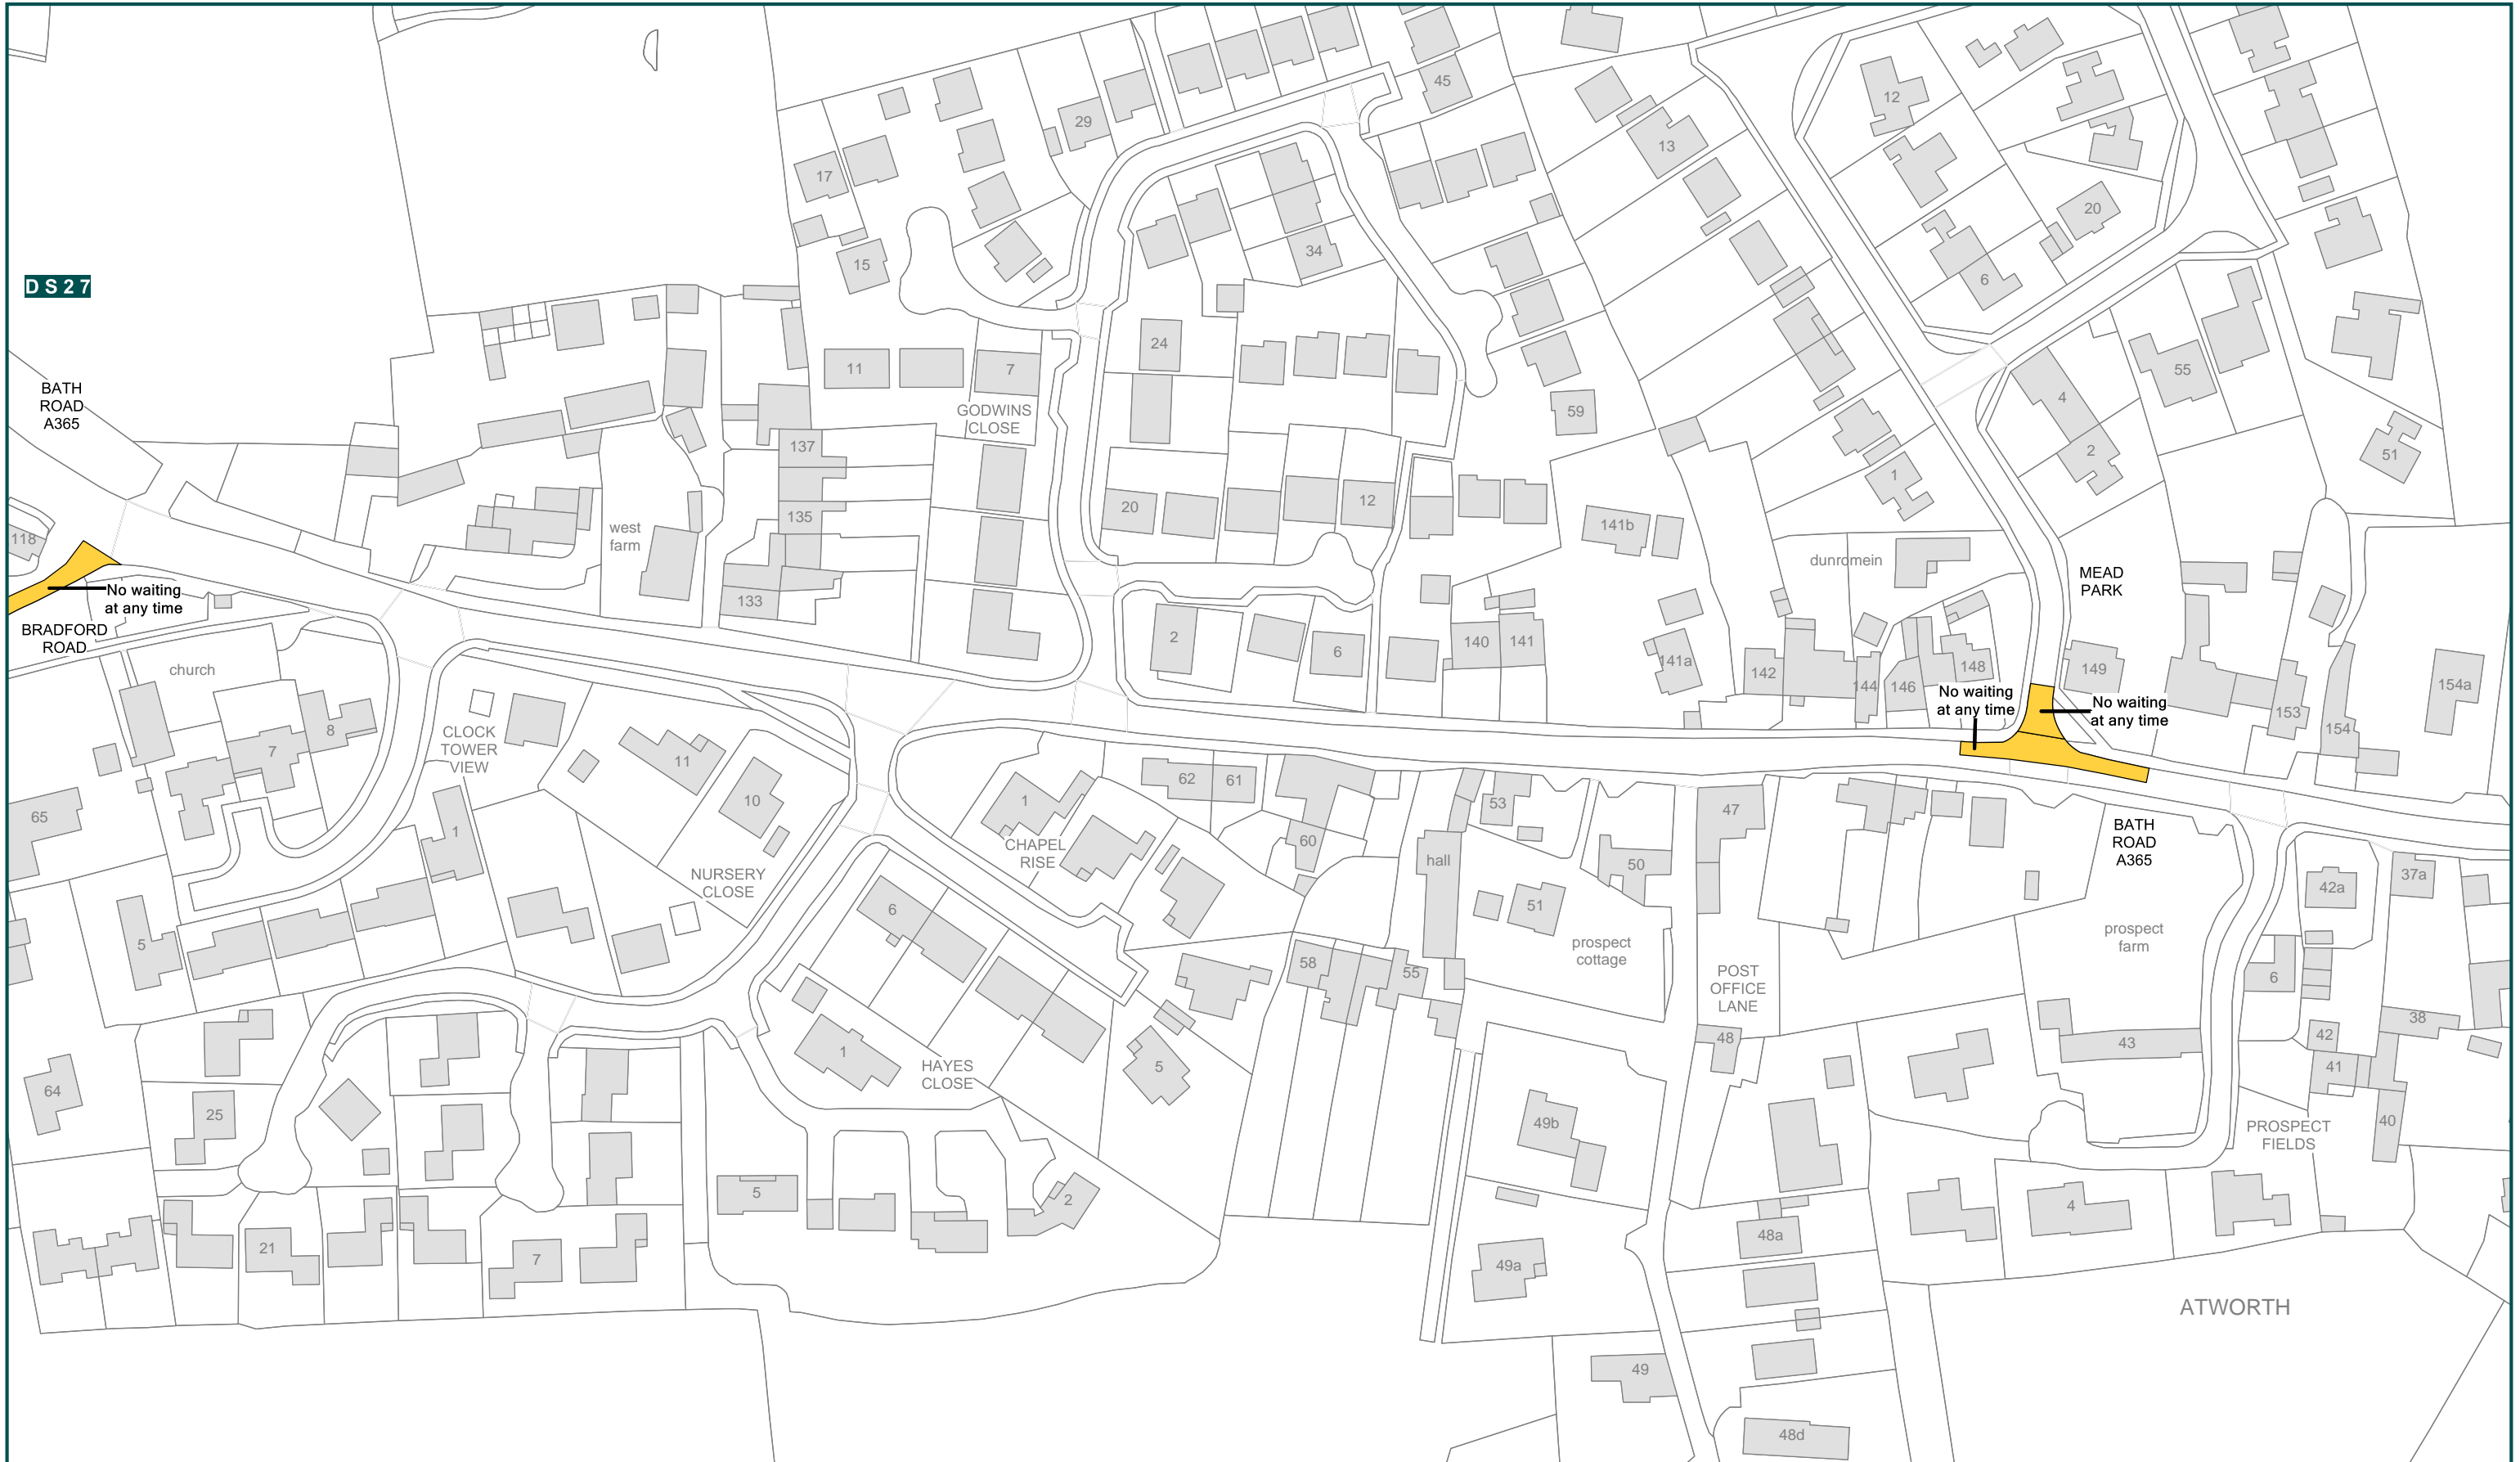 12
45
29
13
17
20
34
15
6
DS27
24
11
7
4
55
BATH
ROAD
A365
GODWINS
CLOSE
59
137
2
51
1
12
20
135
141b
west
farm
118
dunromein
MEAD
PARK
No waiting
at any time
133
BRADFORD
ROAD
2
6
140
141
141a
142
144
146
148
149
church
154a
No waiting
at any time
No waiting
at any time
153
154
8
7
CLOCK
TOWER
VIEW
11
10
62
61
1
53
47
65
1
60
CHAPEL
RISE
hall
50
BATH
ROAD
A365
NURSERY
CLOSE
42a
37a
6
51
5
prospect
cottage
prospect
farm
58
55
POST
OFFICE
LANE
6
38
1
48
43
42
41
HAYES
CLOSE
5
64
25
49b
40
PROSPECT
FIELDS
5
2
4
21
7
48a
49a
ATWORTH
49
48d